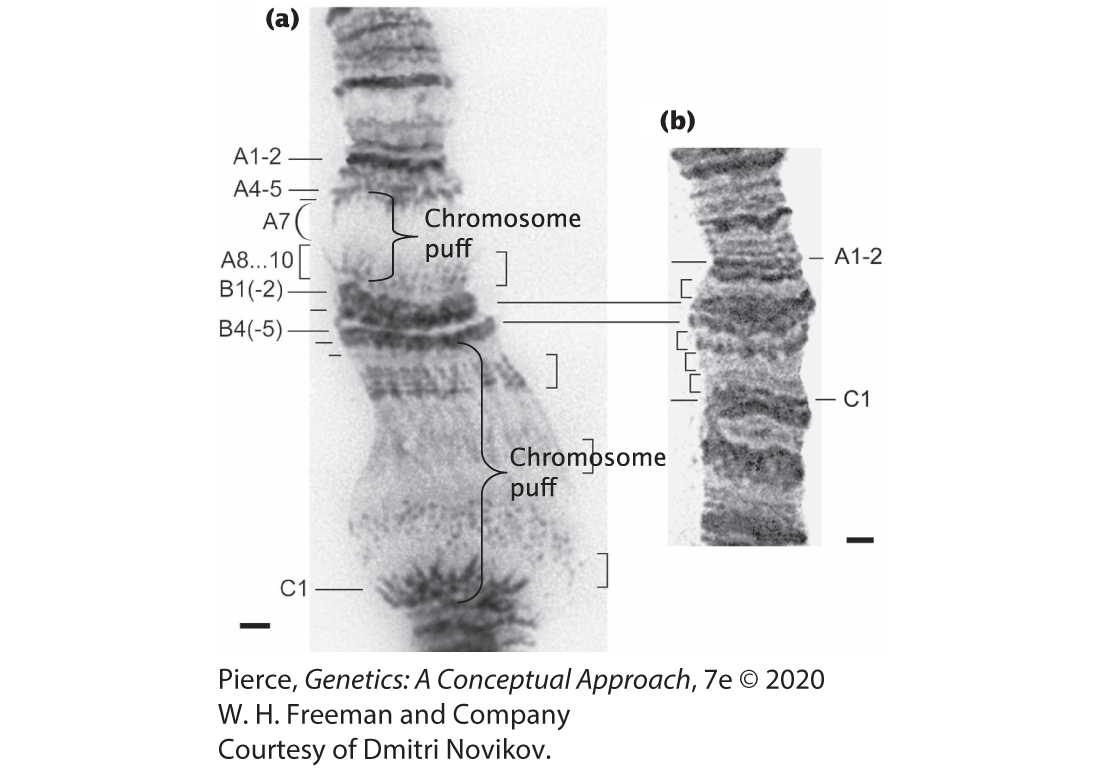 (a)
A1-2
A4-5
A7
A8...10
B1(-2)
B4(-5)
C1
Chromosome
puff
Chromosome
puff
(b)
A1-2
C1
Pierce, Genetics: A Conceptual Approach, 7e © 2020
W. H. Freeman and Company
Courtesy of Dmitri Novikov.